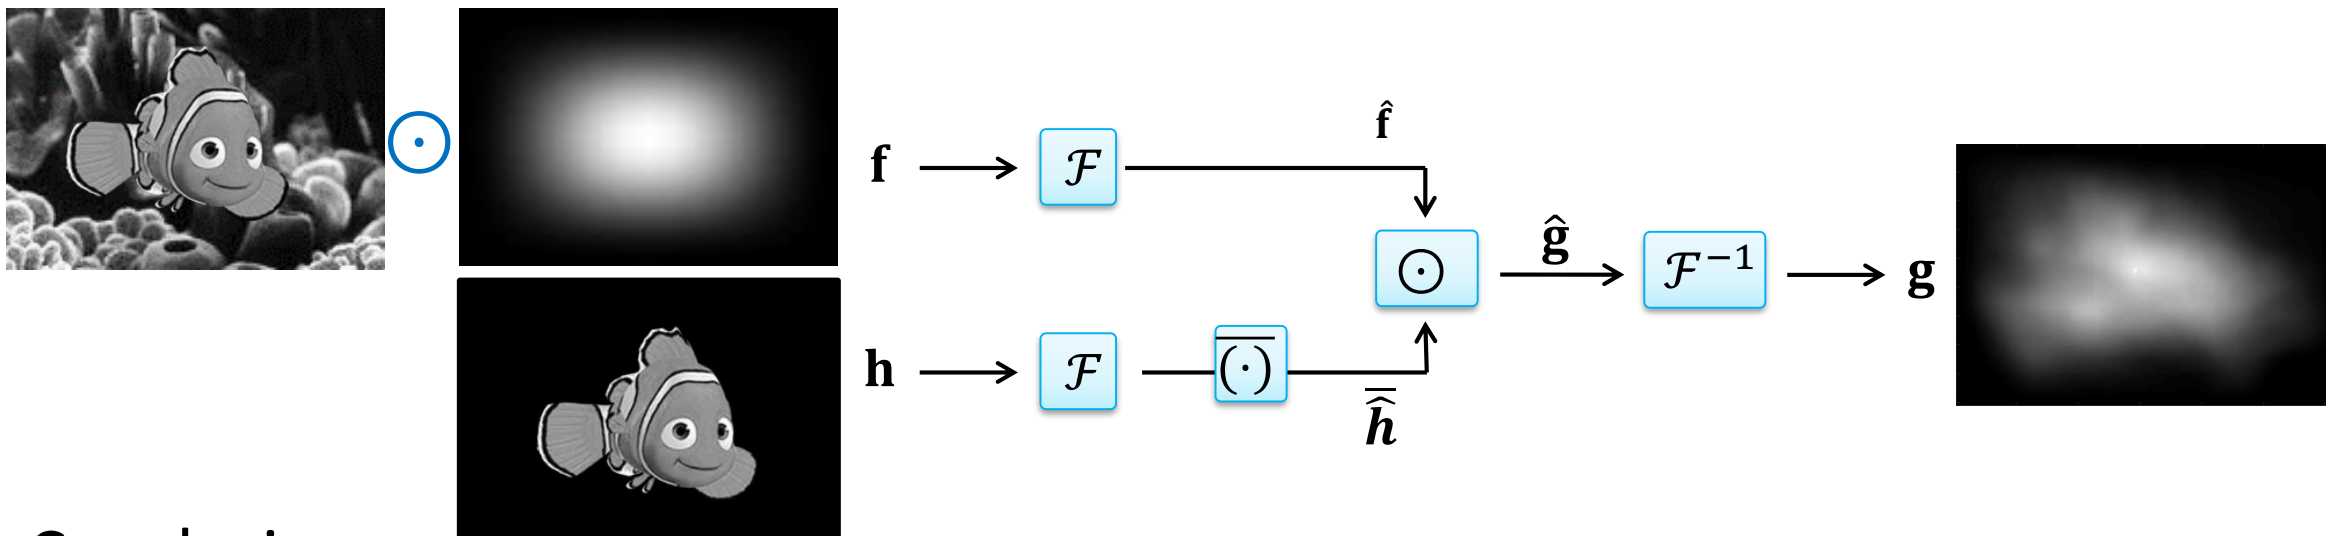 ⊙
f
ℱ
f̂
⊙
ĝ
ℱ⁻¹
g
h
ℱ
(·)̅
ĥ̅